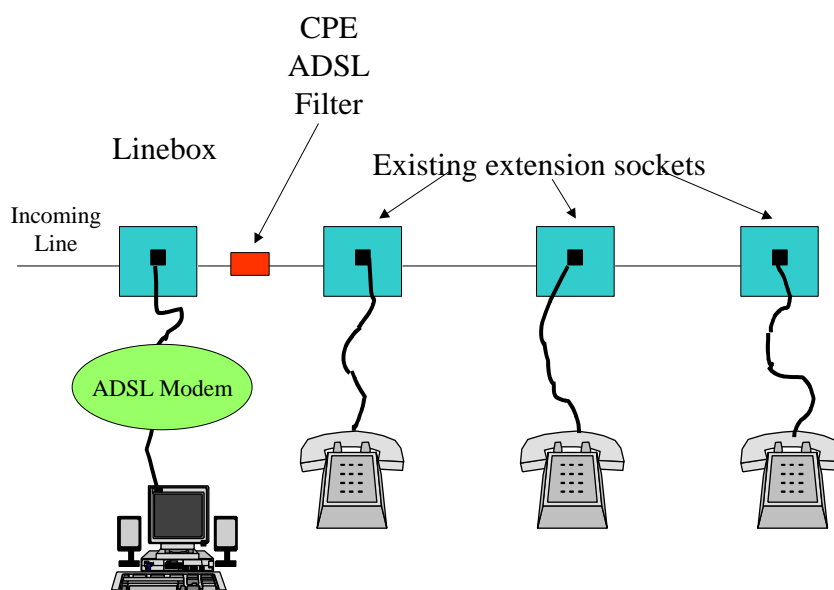 CPE
ADSL
Filter
Linebox
Existing extension sockets
Incoming
Line
ADSL Modem